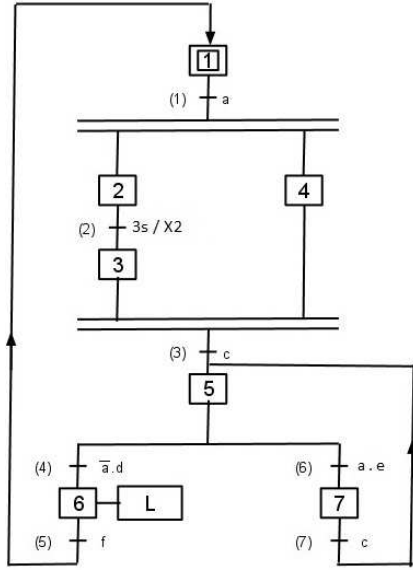 1
(1) a
2 4
(2) 3s / X2
3
(3) c
5
(4) a̅.d (6) a.e
6 L 7
(5) f (7) c